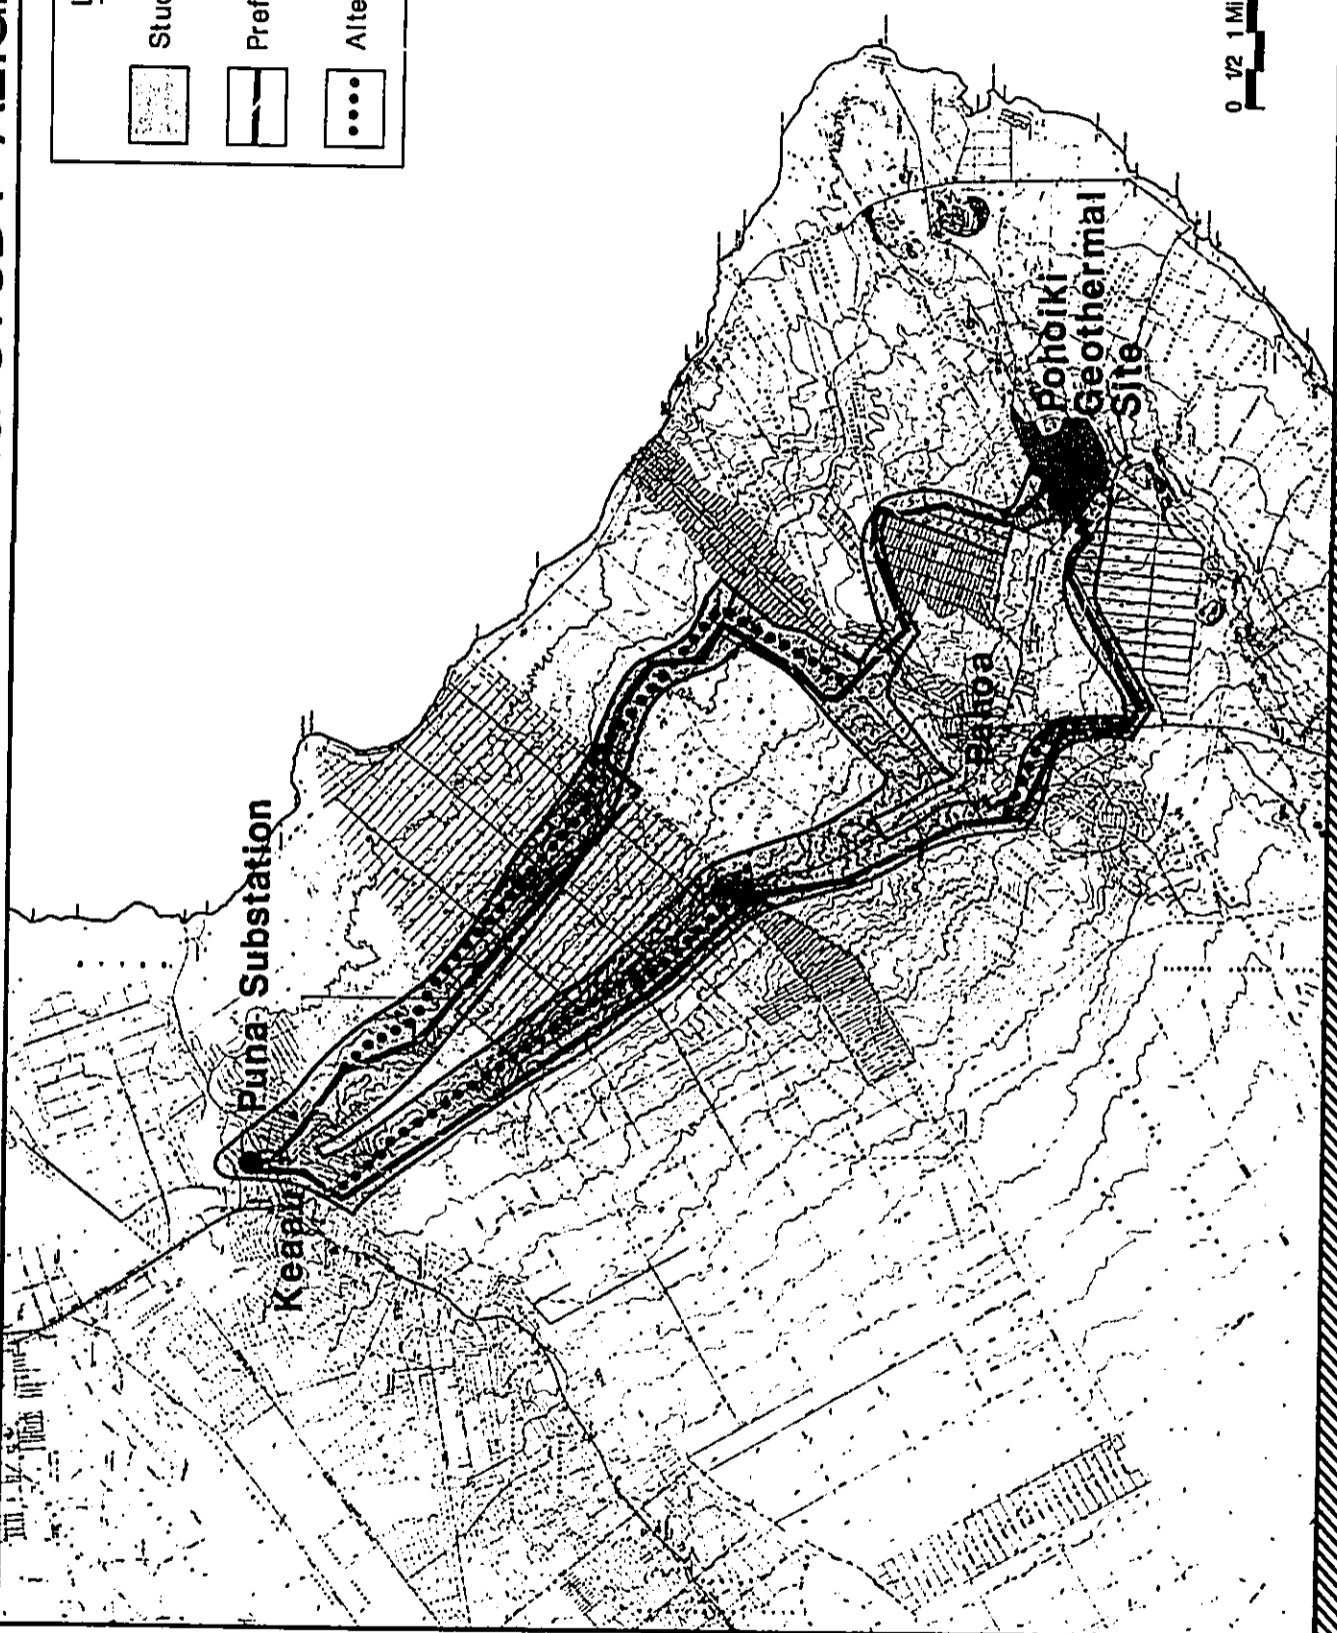 Stud
Pref
Alte
0 1/2 1 Mi
Puna Substation
Keaau
Pahoa
Pohoiki
Geothermal
Site